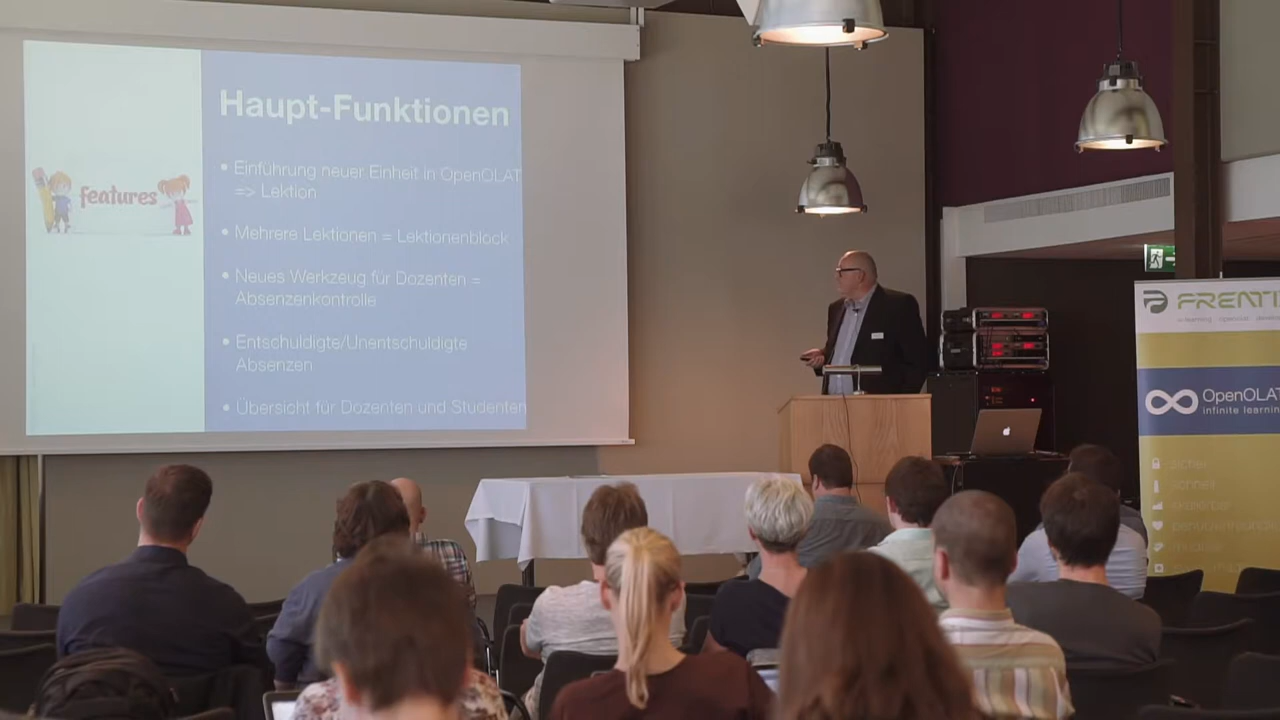 Haupt-Funktionen
• Einführung neuer Einheit in OpenOLAT
=> Lektion
• Mehrere Lektionen = Lektionenblock
• Neues Werkzeug für Dozenten =
Absenzenkontrolle
• Entschuldigte/Unentschuldigte
Absenzen
• Übersicht für Dozenten und Studenten
features
FRENTI
OpenOLAT
infinite learning
sicher